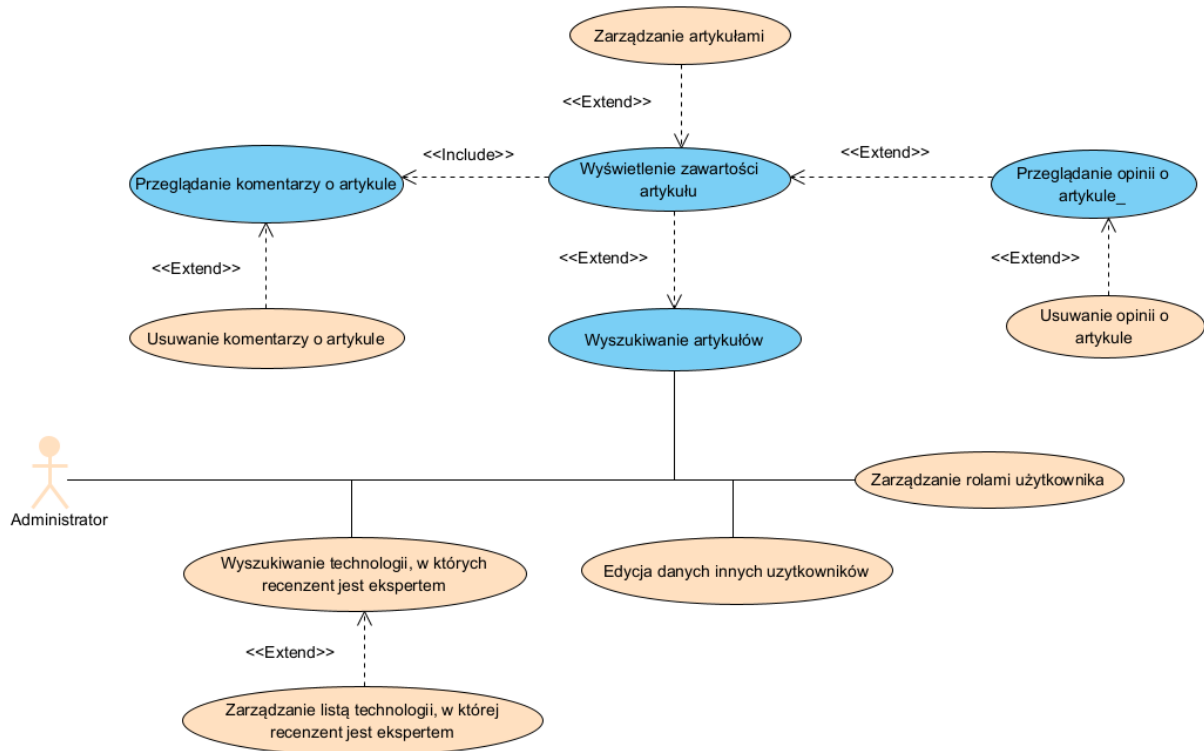 Zarządzanie artykułami
<<Extend>>
<<Include>>
<<Extend>>
Przeglądanie komentarzy o artykule
Wyświetlenie zawartości
artykułu
Przeglądanie opinii o
artykule_
<<Extend>>
<<Extend>>
<<Extend>>
Usuwanie komentarzy o artykule
Wyszukiwanie artykułów
Usuwanie opinii o
artykule
Administrator
Zarządzanie rolami użytkownika
Wyszukiwanie technologii, w których
recenzent jest ekspertem
Edycja danych innych uzytkowników
<<Extend>>
Zarządzanie listą technologii, w której
recenzent jest ekspertem